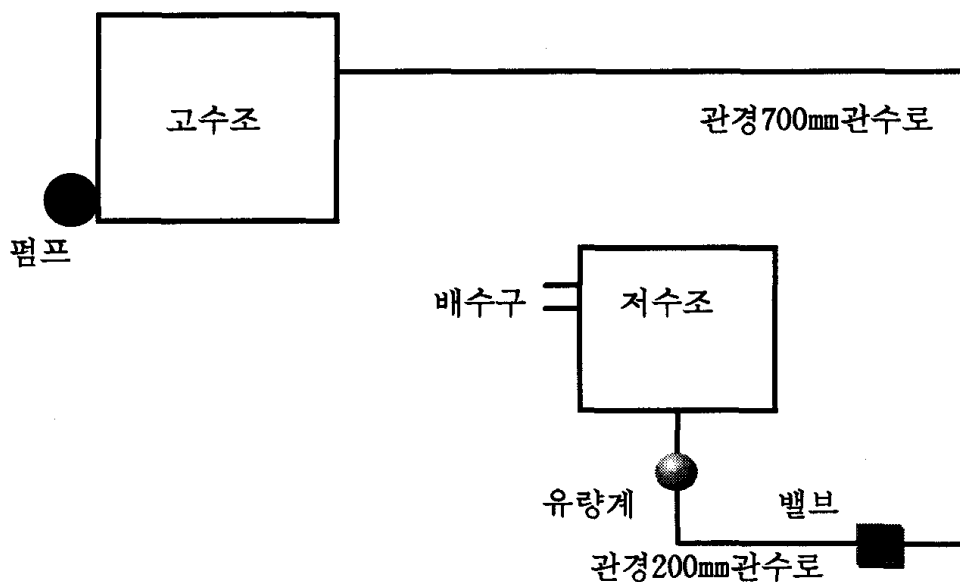 고수조
관경700mm관수로
펌프
배수구
저수조
유량계
밸브
관경200mm관수로